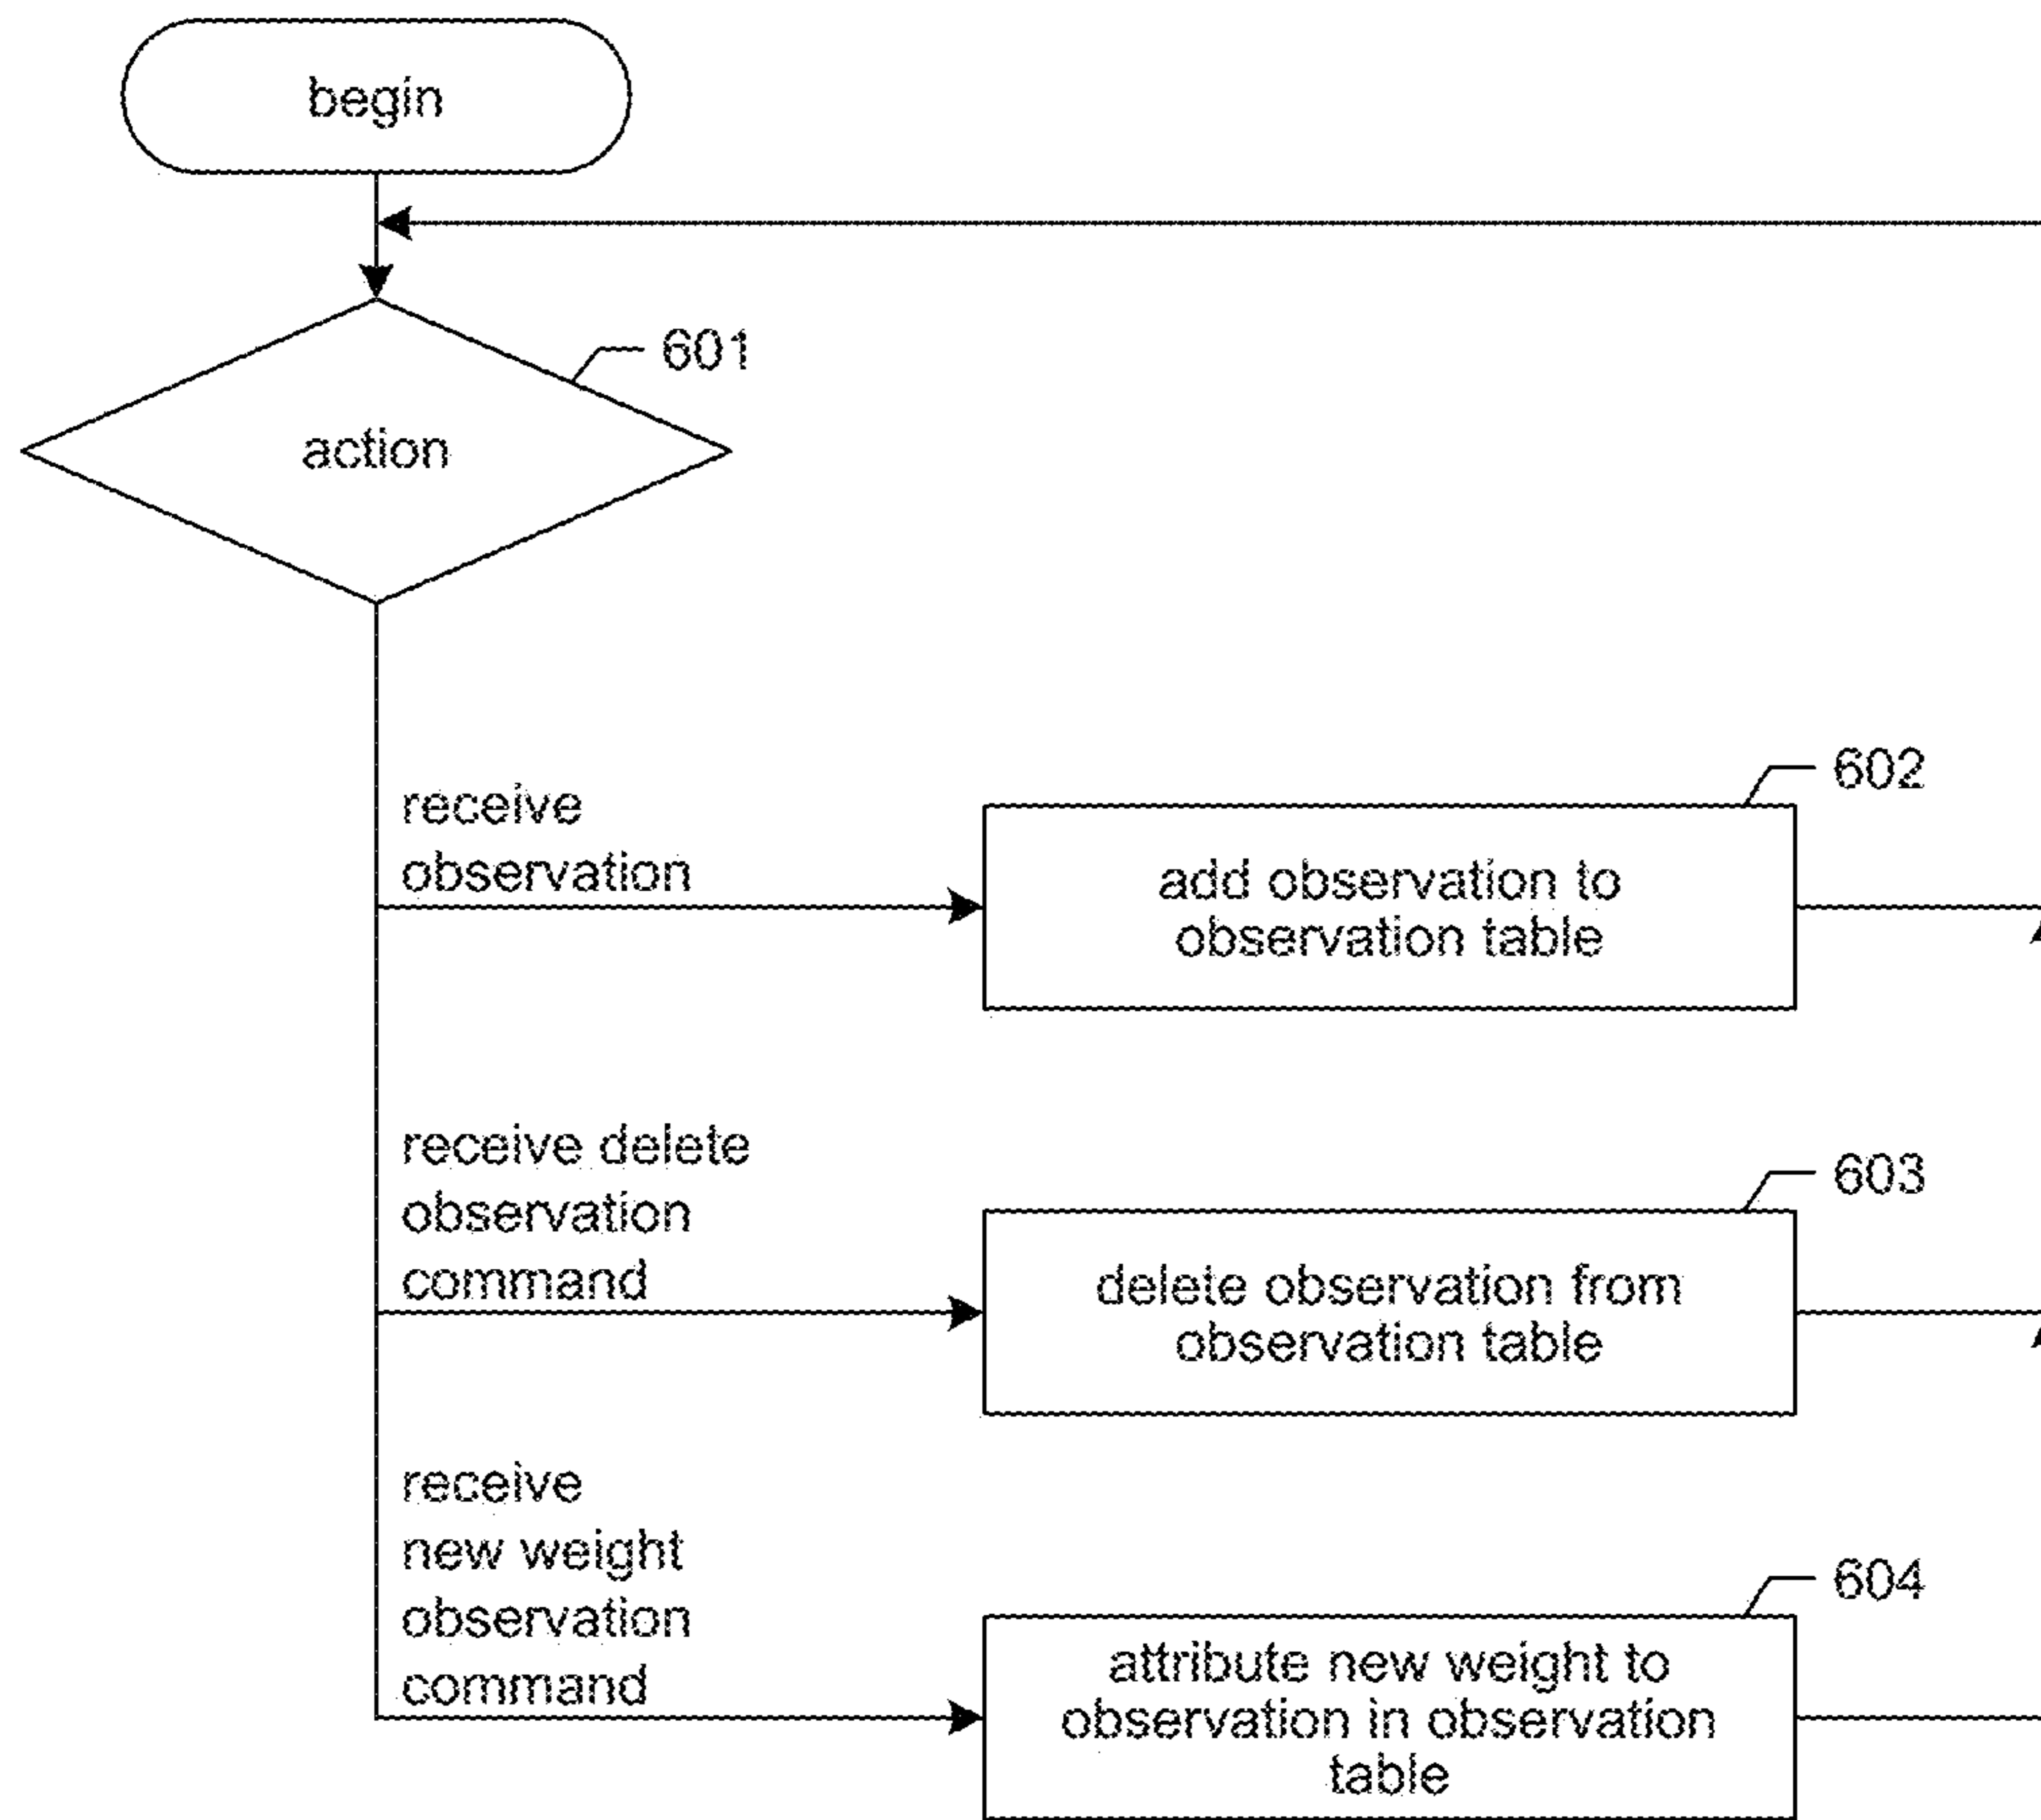 begin
601
action
602
receive
observation
add observation to
observation table
603
receive delete
observation
command
delete observation from
observation table
604
receive
new weight
observation
command
attribute new weight to
observation in observation
table